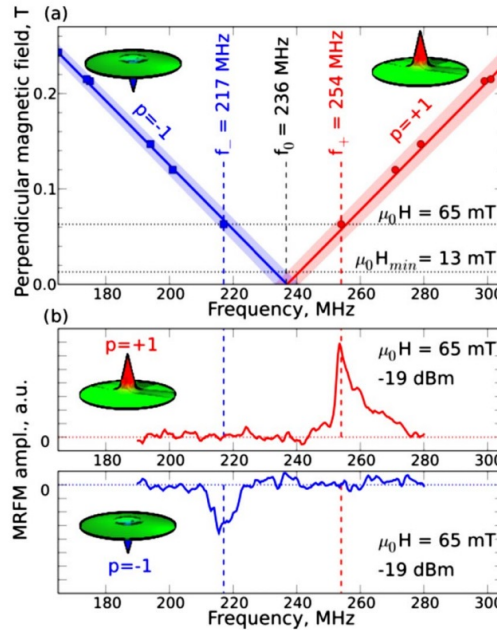 (a)
Perpendicular magnetic field, T
0.2
0.1
0.0
p=-1
f_ = 217 MHz
f₀ = 236 MHz
f₊ = 254 MHz
p=+1
μ₀H = 65 mT
μ₀Hmin = 13 mT
180 200 220 240 260 280 300
Frequency, MHz
(b)
MRFM ampl., a.u.
p=+1
μ₀H = 65 mT
-19 dBm
0
180 200 220 240 260 280 300
0
p=-1
μ₀H = 65 mT
-19 dBm
180 200 220 240 260 280 300
Frequency, MHz